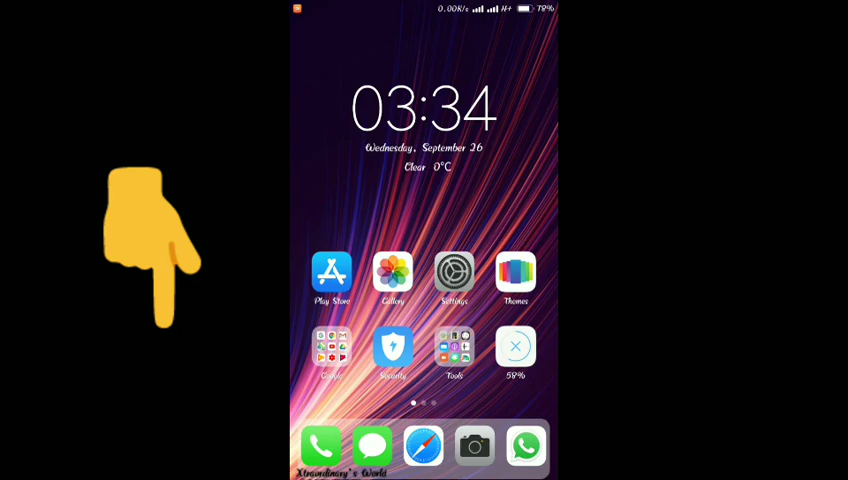 0.00K/s H+ 78%
03:34
Wednesday, September 26
Clear 0°C
Play Store Gallery Settings Themes
Google Security Tools 58%
Xtraordinary's World